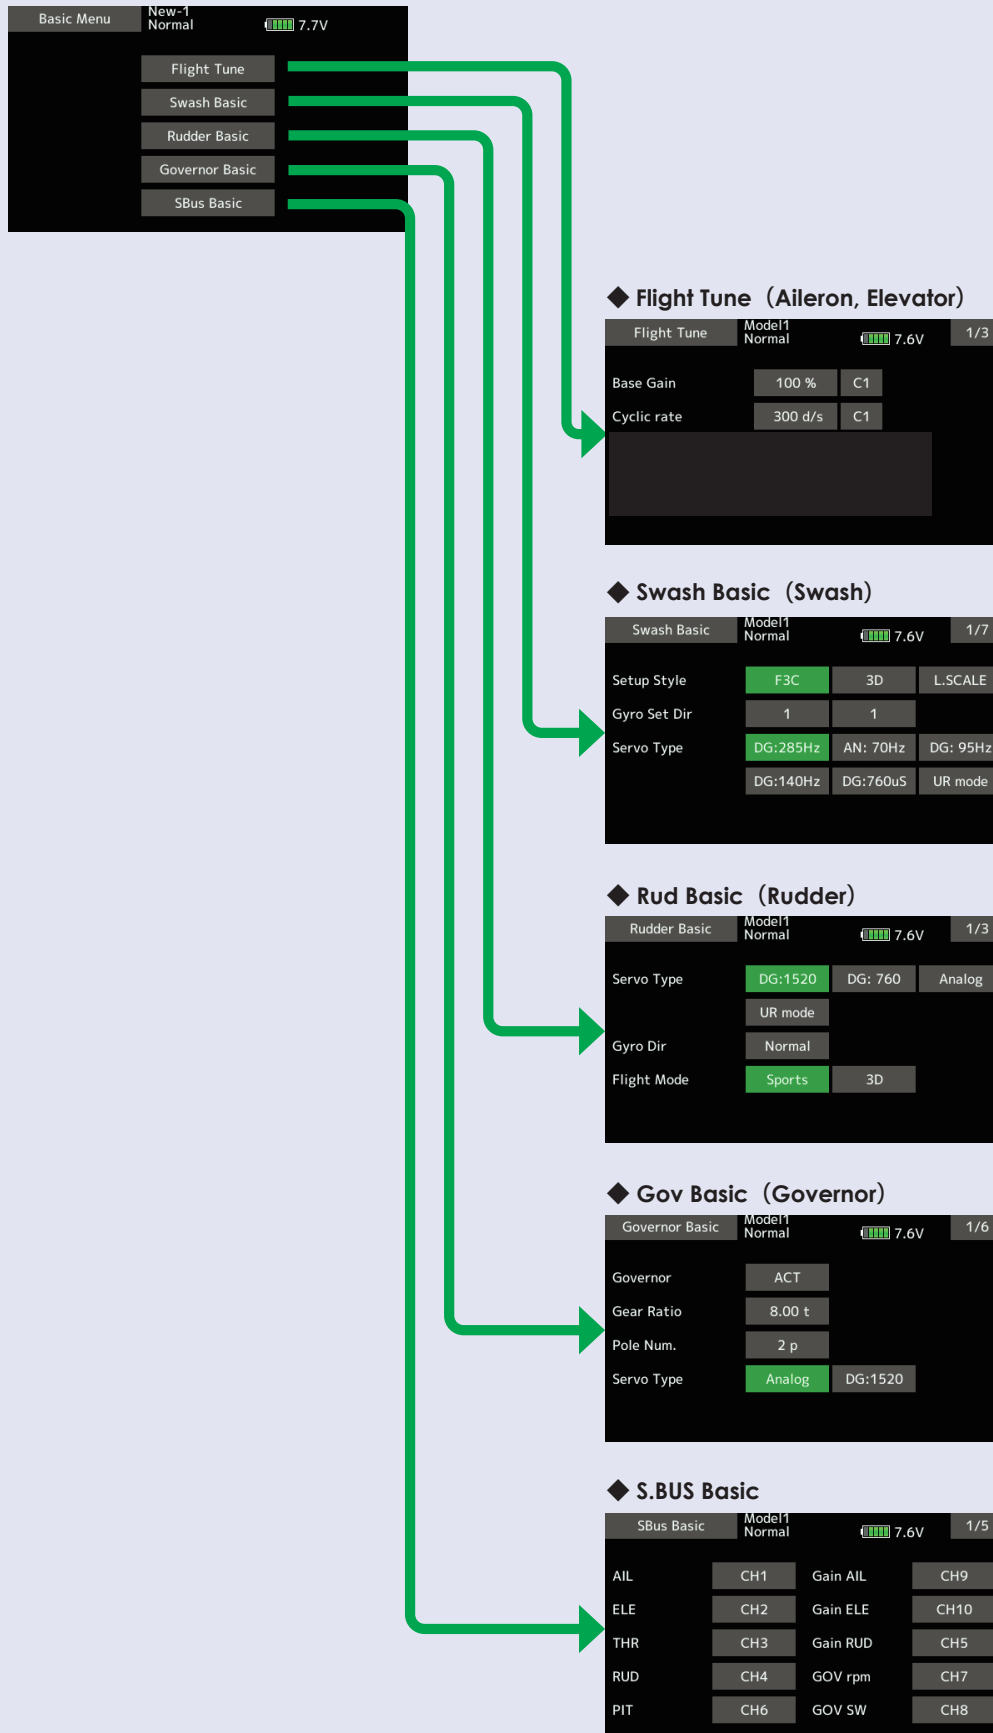 Basic Menu New-1 7.7V
Normal
Flight Tune
Swash Basic
Rudder Basic
Governor Basic
SBus Basic
◆ Flight Tune（Aileron, Elevator）
Flight Tune Model1 7.6V 1/3
Normal
Base Gain 100 % C1
Cyclic rate 300 d/s C1
◆ Swash Basic（Swash）
Swash Basic Model1 7.6V 1/7
Normal
Setup Style F3C 3D L.SCALE
Gyro Set Dir 1 1
Servo Type DG:285Hz AN: 70Hz DG: 95Hz
DG:140Hz DG:760uS UR mode
◆ Rud Basic（Rudder）
Rudder Basic Model1 7.6V 1/3
Normal
Servo Type DG:1520 DG: 760 Analog
UR mode
Gyro Dir Normal
Flight Mode Sports 3D
◆ Gov Basic（Governor）
Governor Basic Model1 7.6V 1/6
Normal
Governor ACT
Gear Ratio 8.00 t
Pole Num. 2 p
Servo Type Analog DG:1520
◆ S.BUS Basic
SBus Basic Model1 7.6V 1/5
Normal
AIL CH1 Gain AIL CH9
ELE CH2 Gain ELE CH10
THR CH3 Gain RUD CH5
RUD CH4 GOV rpm CH7
PIT CH6 GOV SW CH8